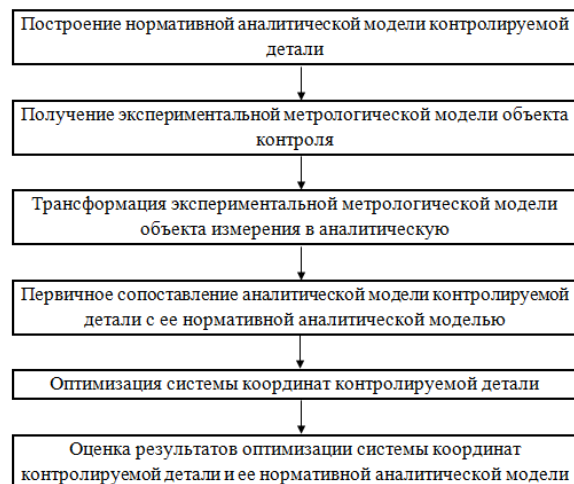 Построение нормативной аналитической модели контролируемой
детали
Получение экспериментальной метрологической модели объекта
контроля
Трансформация экспериментальной метрологической модели
объекта измерения в аналитическую
Первичное сопоставление аналитической модели контролируемой
детали с ее нормативной аналитической моделью
Оптимизация системы координат контролируемой детали
Оценка результатов оптимизации системы координат
контролируемой детали и ее нормативной аналитической модели